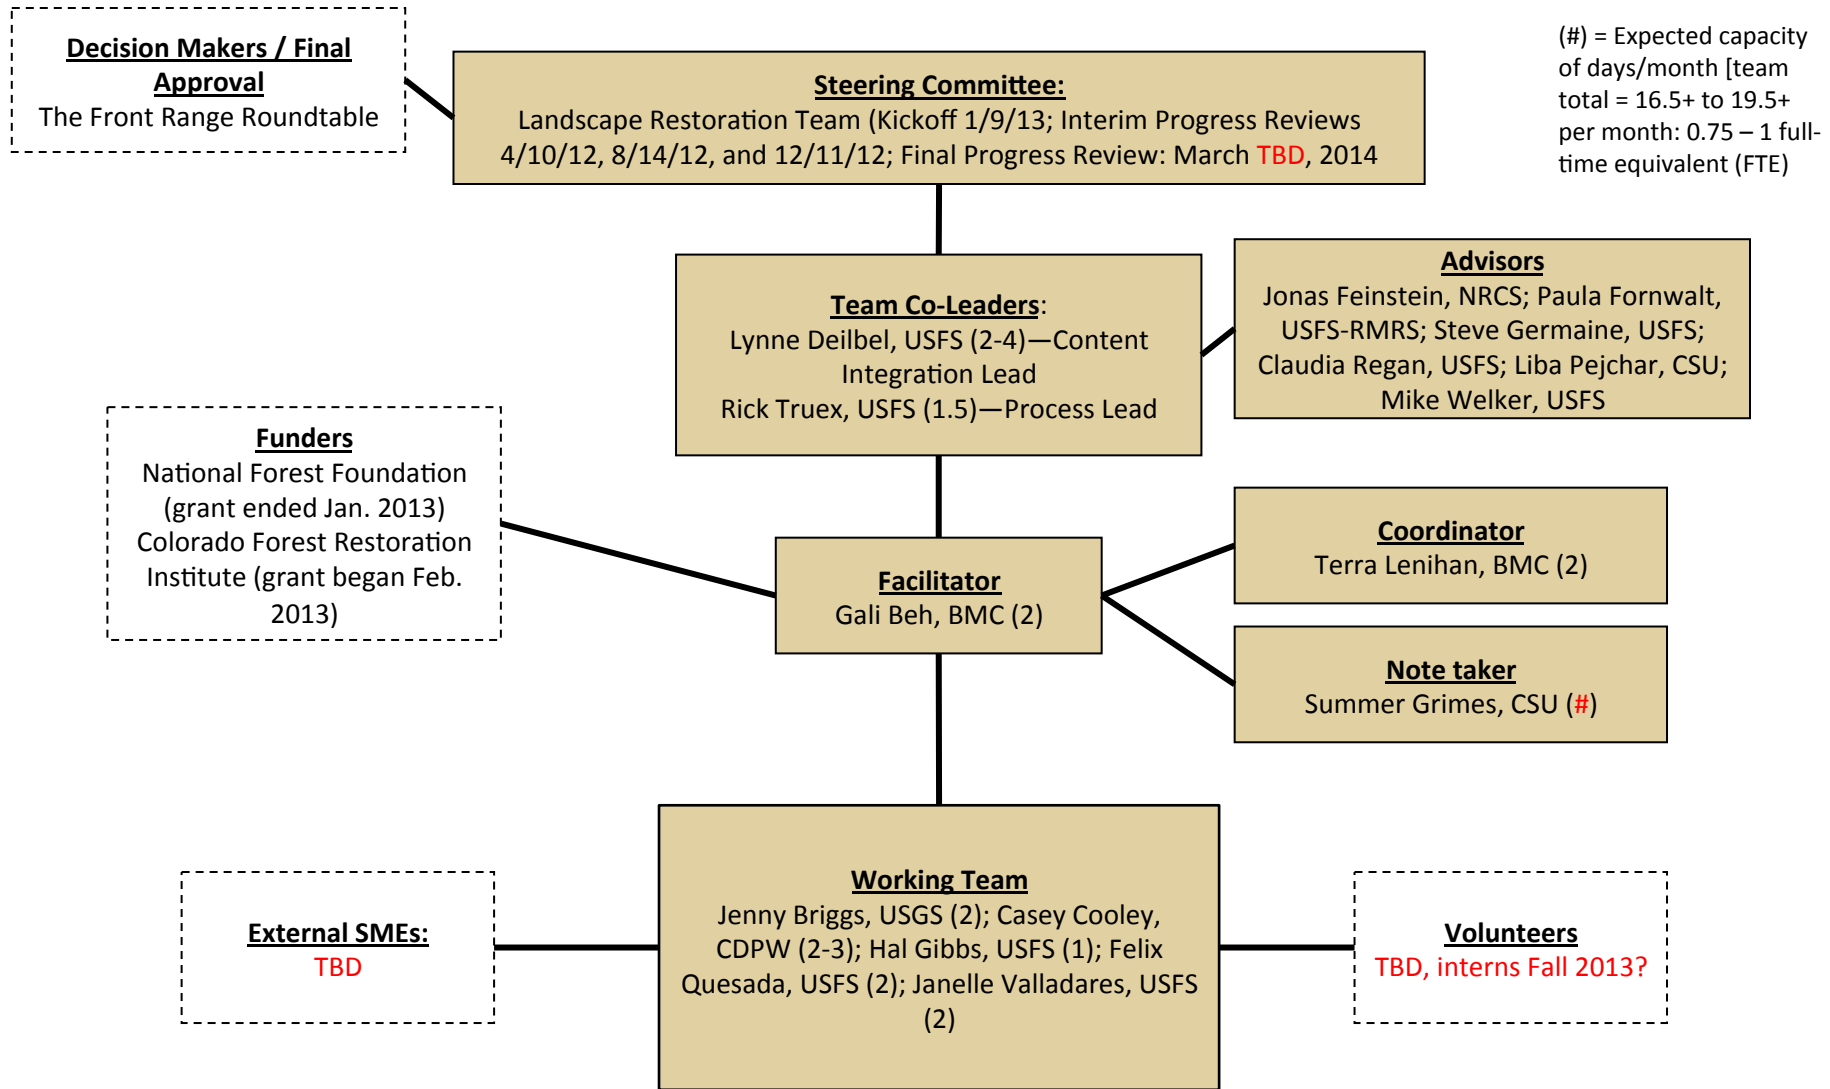 Decision Makers / Final
Approval
The Front Range Roundtable
Steering Committee:
Landscape Restoration Team (Kickoff 1/9/13; Interim Progress Reviews
4/10/12, 8/14/12, and 12/11/12; Final Progress Review: March TBD, 2014
(#) = Expected capacity
of days/month [team
total = 16.5+ to 19.5+
per month: 0.75 – 1 full-
time equivalent (FTE)
Team Co-Leaders:
Lynne Deilbel, USFS (2-4)—Content
Integration Lead
Rick Truex, USFS (1.5)—Process Lead
Advisors
Jonas Feinstein, NRCS; Paula Fornwalt,
USFS-RMRS; Steve Germaine, USFS;
Claudia Regan, USFS; Liba Pejchar, CSU;
Mike Welker, USFS
Funders
National Forest Foundation
(grant ended Jan. 2013)
Colorado Forest Restoration
Institute (grant began Feb.
2013)
Facilitator
Gali Beh, BMC (2)
Coordinator
Terra Lenihan, BMC (2)
Note taker
Summer Grimes, CSU (#)
External SMEs:
TBD
Working Team
Jenny Briggs, USGS (2); Casey Cooley,
CDPW (2-3); Hal Gibbs, USFS (1); Felix
Quesada, USFS (2); Janelle Valladares, USFS
(2)
Volunteers
TBD, interns Fall 2013?